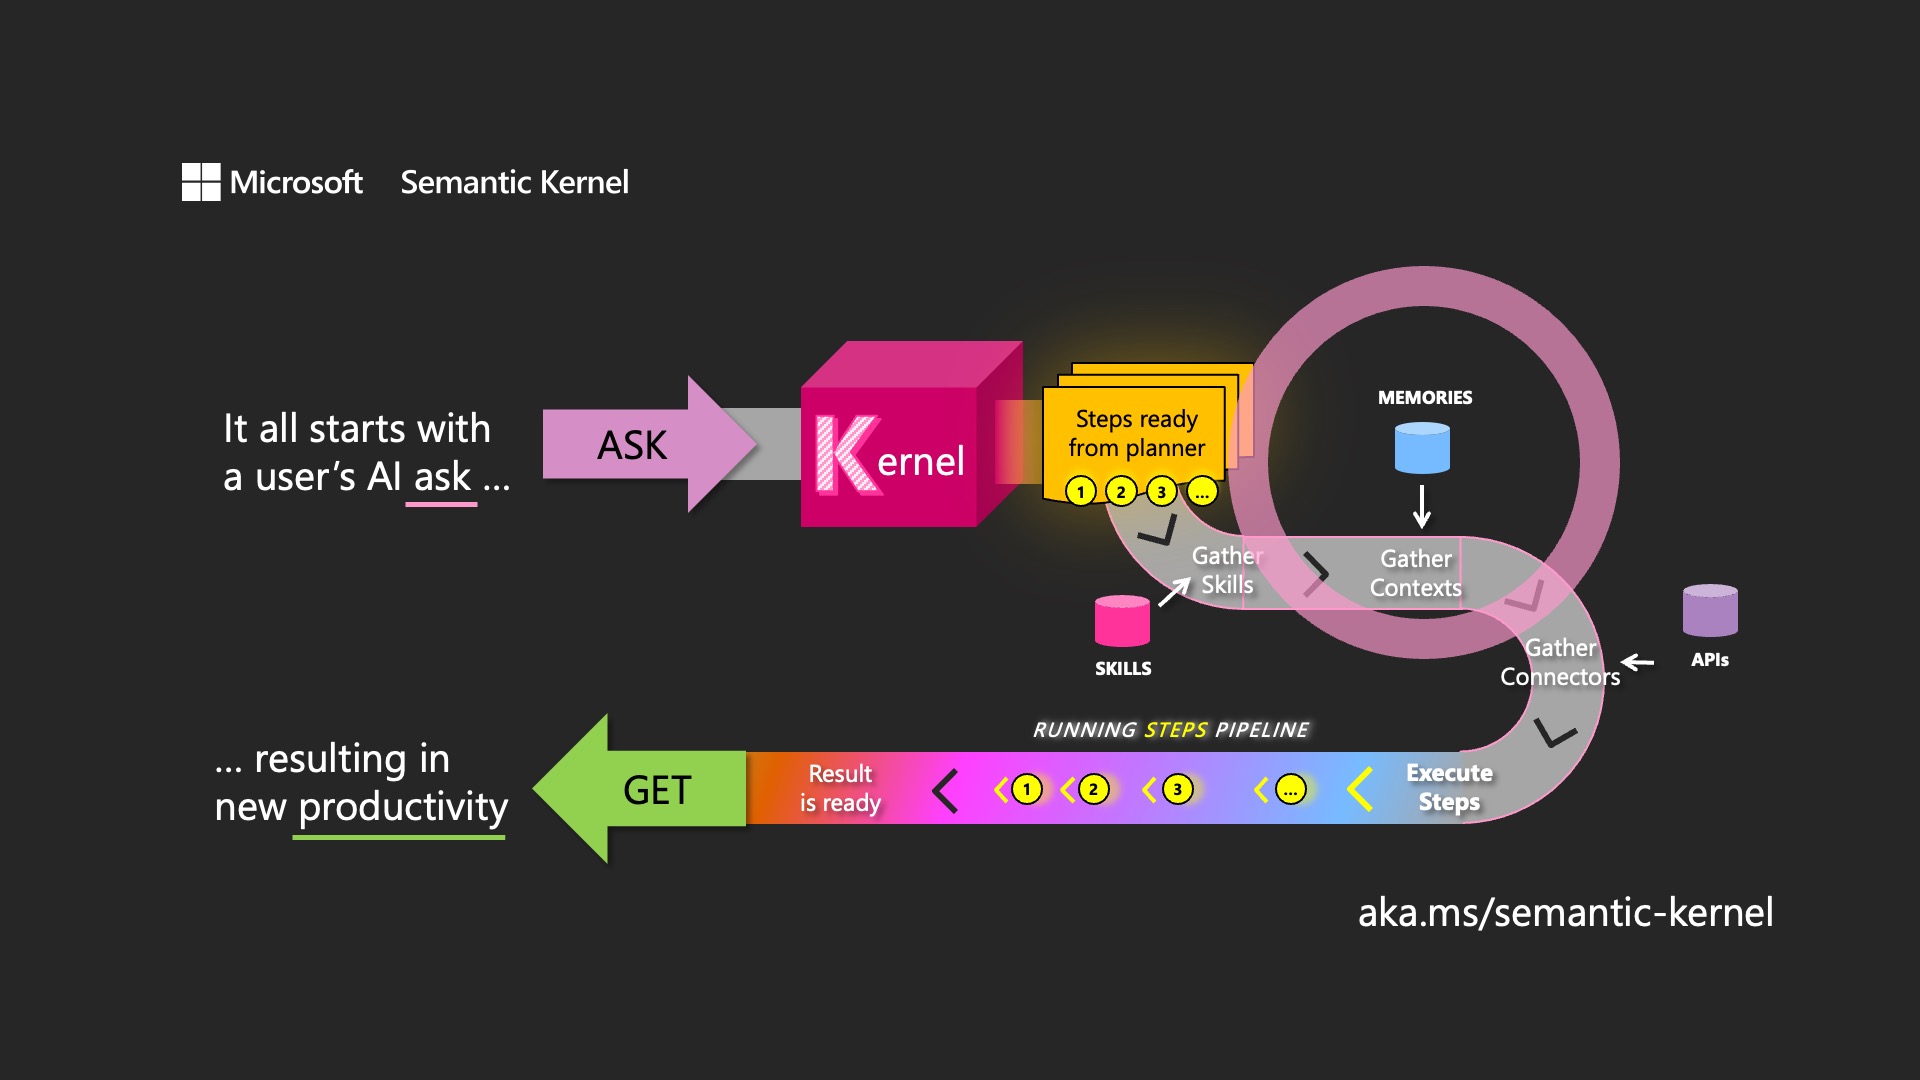 Microsoft Semantic Kernel
It all starts with
a user's AI ask ...
ASK
Kernel
Steps ready
from planner
1 2 3 ...
MEMORIES
Gather
Skills
Gather
Contexts
SKILLS
Gather
Connectors
APIs
RUNNING STEPS PIPELINE
... resulting in
new productivity
GET
Result
is ready
1 2 3 ...
Execute
Steps
aka.ms/semantic-kernel